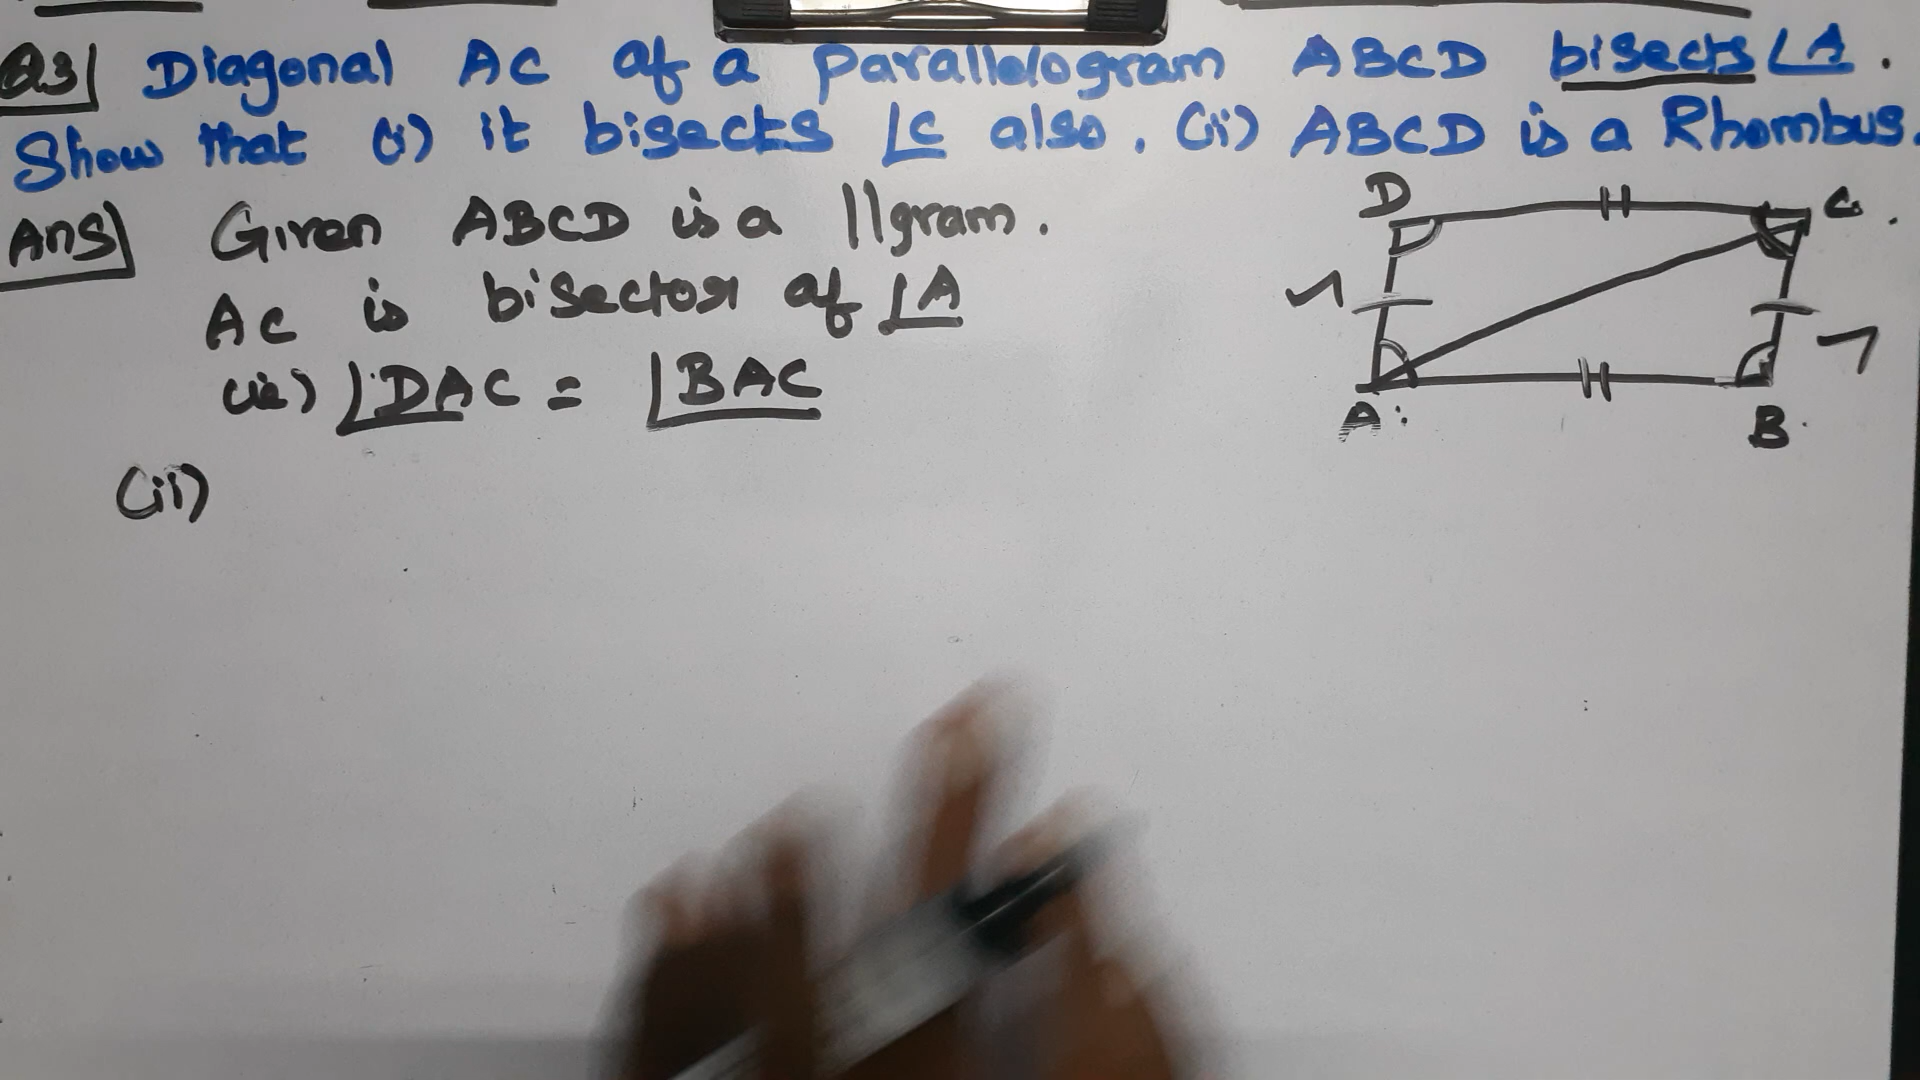 Q3| Diagonal AC of a parallelogram ABCD bisects ∠A.
Show that (i) it bisects ∠C also. (ii) ABCD is a Rhombus.
Ans] Given ABCD is a ||gram.
AC is bisector of ∠A
(ie) ∠DAC = ∠BAC
(ii)
D C
A B